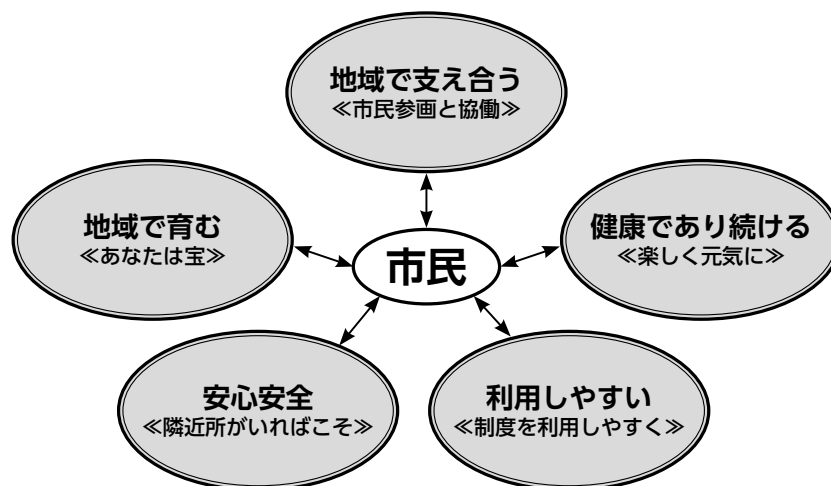 地域で支え合う
≪市民参画と協働≫
地域で育む
≪あなたは宝≫
健康であり続ける
≪楽しく元気に≫
市民
安心安全
≪隣近所がいればこそ≫
利用しやすい
≪制度を利用しやすく≫